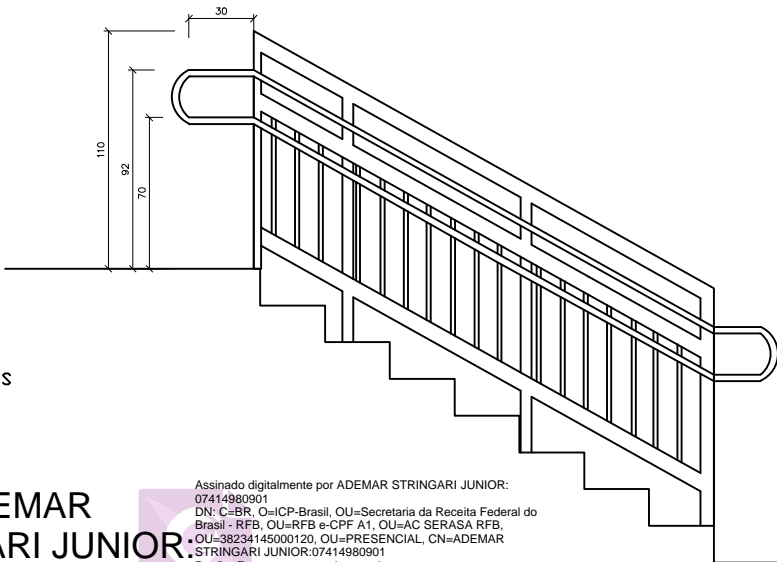 30
110
92
70
S
EMAR
ARI JUNIOR:
Assinado digitalmente por ADEMAR STRINGARI JUNIOR:
07414980901
DN: C=BR, O=ICP-Brasil, OU=Secretaria da Receita Federal do
Brasil - RFB, OU=RFB e-CPF A1, OU=AC SERASA RFB,
OU=38234145000120, OU=PRESENCIAL, CN=ADEMAR
STRINGARI JUNIOR:07414980901